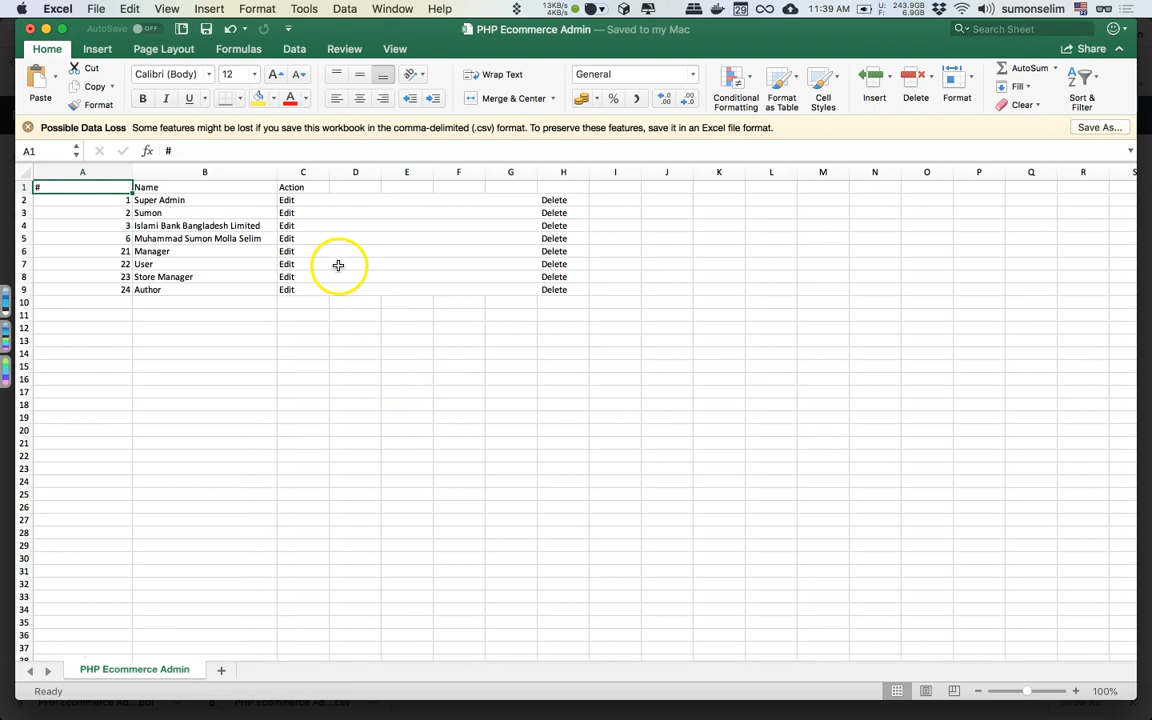 Excel File Edit View Insert Format Tools Data Window Help 13KB/s 4KB/s 29 11:39 AM U: 243.9GB F: 6.9GB sumonselim
AutoSave OFF PHP Ecommerce Admin — Saved to my Mac Search Sheet
Home Insert Page Layout Formulas Data Review View Share
Paste Cut Copy Format
Calibri (Body) 12 Wrap Text General
B I U Merge & Center %
Conditional Formatting Format as Table Cell Styles Insert Delete Format AutoSum Fill Clear Sort & Filter
Possible Data Loss Some features might be lost if you save this workbook in the comma-delimited (.csv) format. To preserve these features, save it in an Excel file format. Save As...
A1 fx #
A B C D E F G H I J K L M N O P Q R S
1 # Name Action
2 1 Super Admin Edit Delete
3 2 Sumon Edit Delete
4 3 Islami Bank Bangladesh Limited Edit Delete
5 6 Muhammad Sumon Molla Selim Edit Delete
6 21 Manager Edit Delete
7 22 User Edit Delete
8 23 Store Manager Edit Delete
9 24 Author Edit Delete
10
11
12
13
14
15
16
17
18
19
20
21
22
23
24
25
26
27
28
29
30
31
32
33
34
35
36
37
38
PHP Ecommerce Admin +
Ready 100%